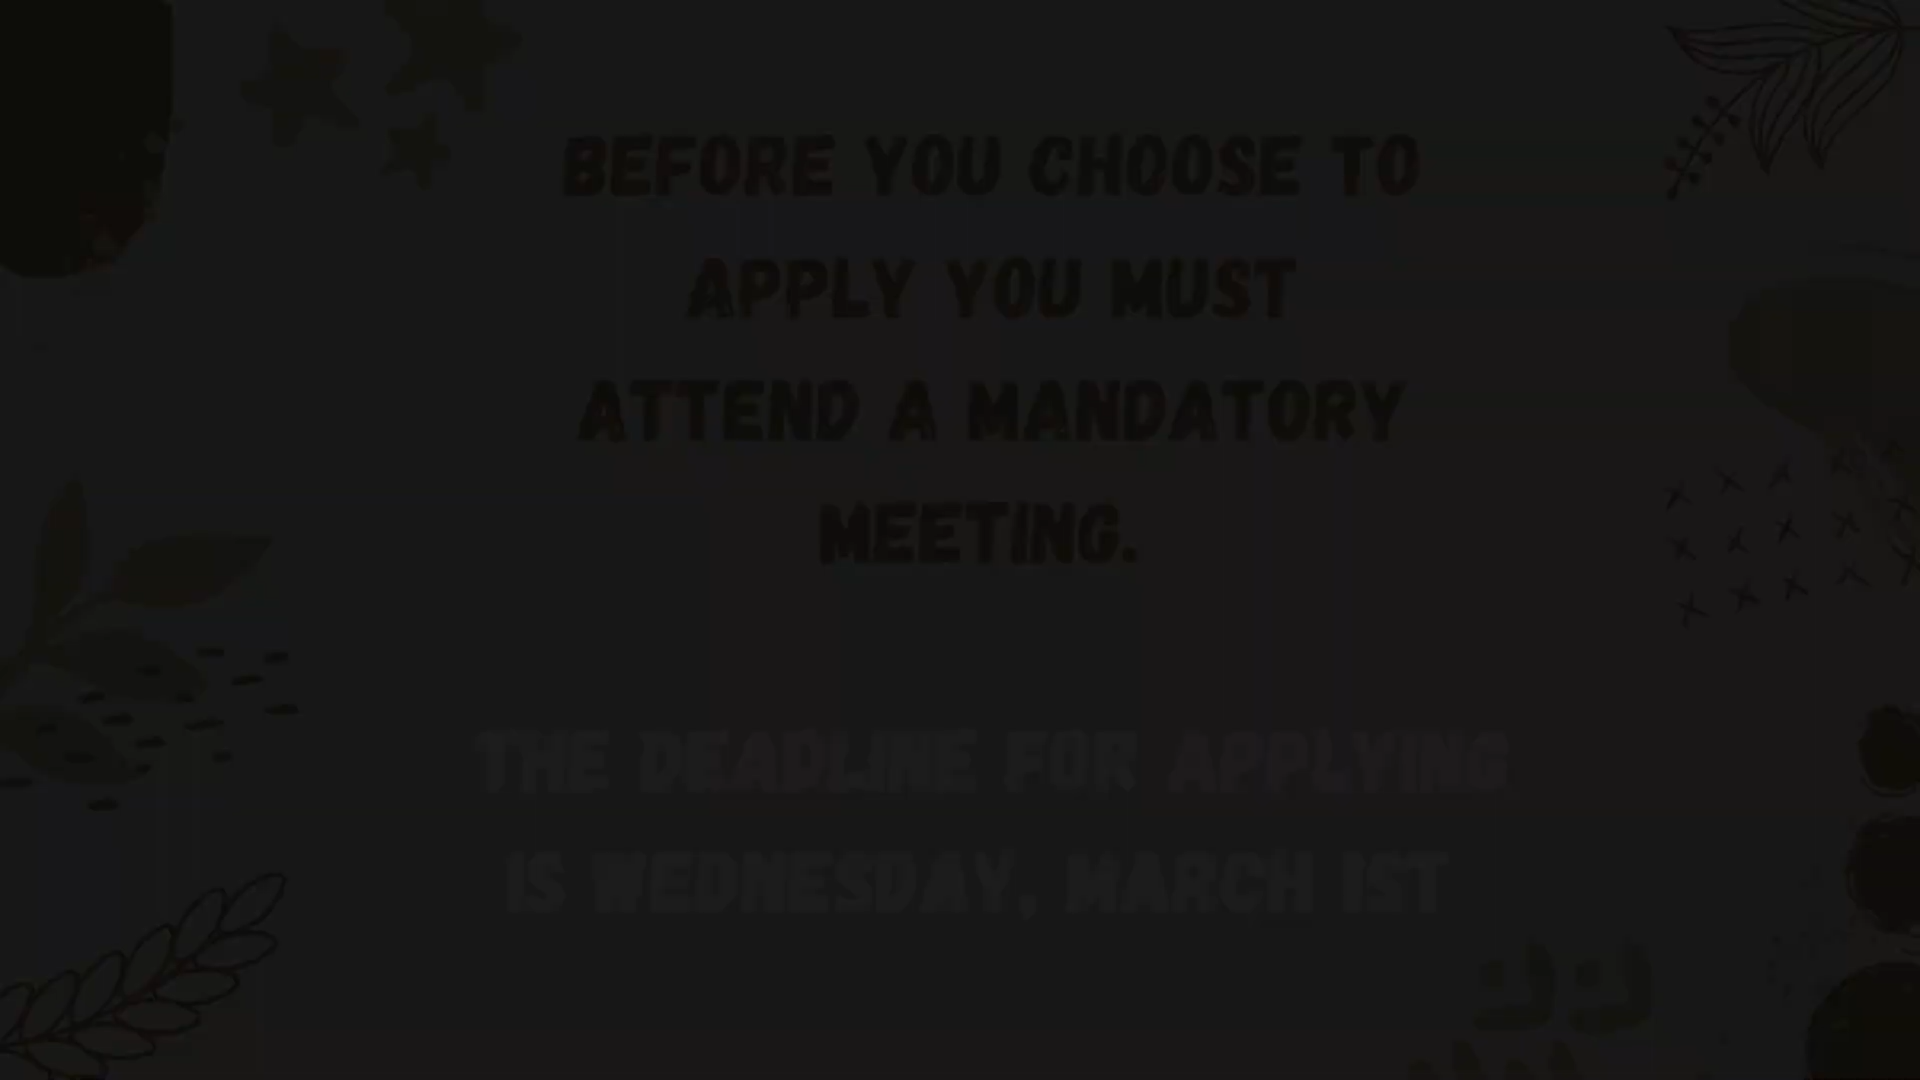 BEFORE YOU CHOOSE TO
APPLY YOU MUST
ATTEND A MANDATORY
MEETING.
THE DEADLINE FOR APPLYING
IS WEDNESDAY, MARCH 1ST